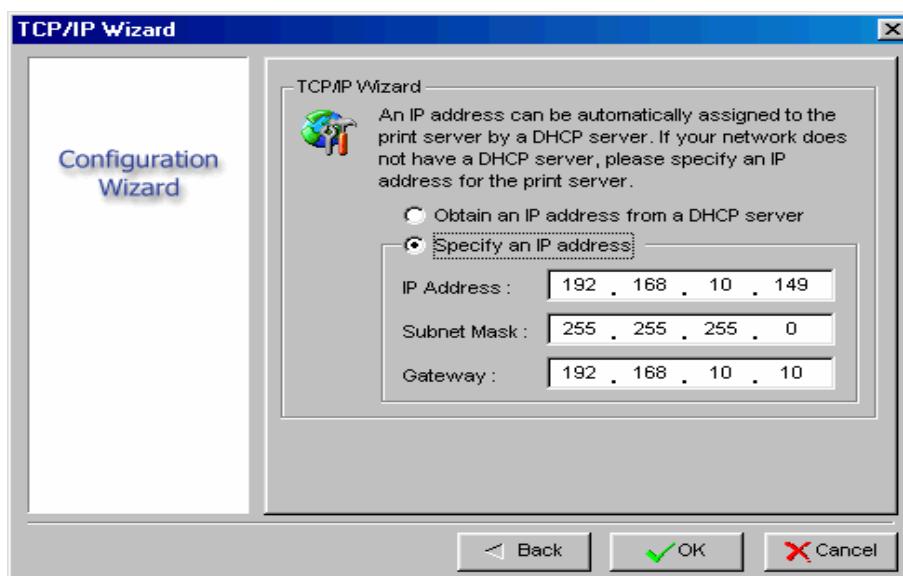 TCP/IP Wizard
Configuration
Wizard
TCP/IP Wizard
An IP address can be automatically assigned to the
print server by a DHCP server. If your network does
not have a DHCP server, please specify an IP
address for the print server.
Obtain an IP address from a DHCP server
Specify an IP address
IP Address : 192 . 168 . 10 . 149
Subnet Mask : 255 . 255 . 255 . 0
Gateway : 192 . 168 . 10 . 10
Back OK Cancel